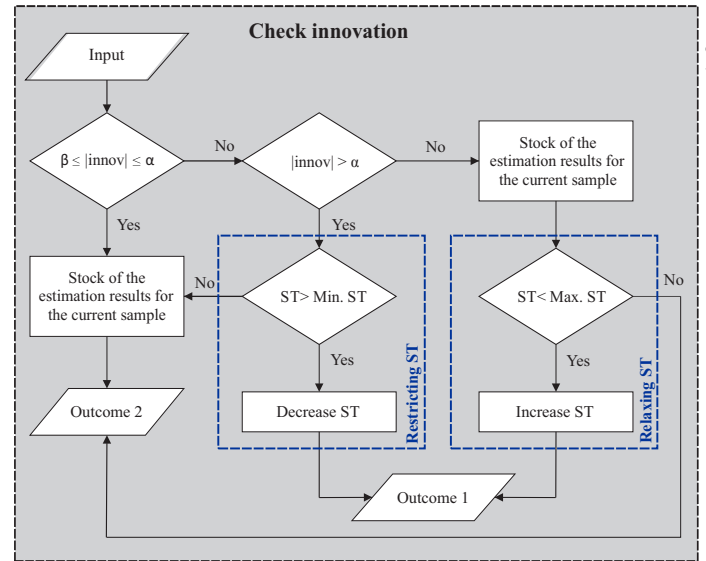 Check innovation
Input
β ≤ |innov| ≤ α
No
|innov| > α
No
Stock of the
estimation results for
the current sample
Yes
Yes
Stock of the
estimation results for
the current sample
No
ST> Min. ST
ST< Max. ST
No
Yes
Yes
Outcome 2
Decrease ST
Restricting ST
Increase ST
Relaxing ST
Outcome 1